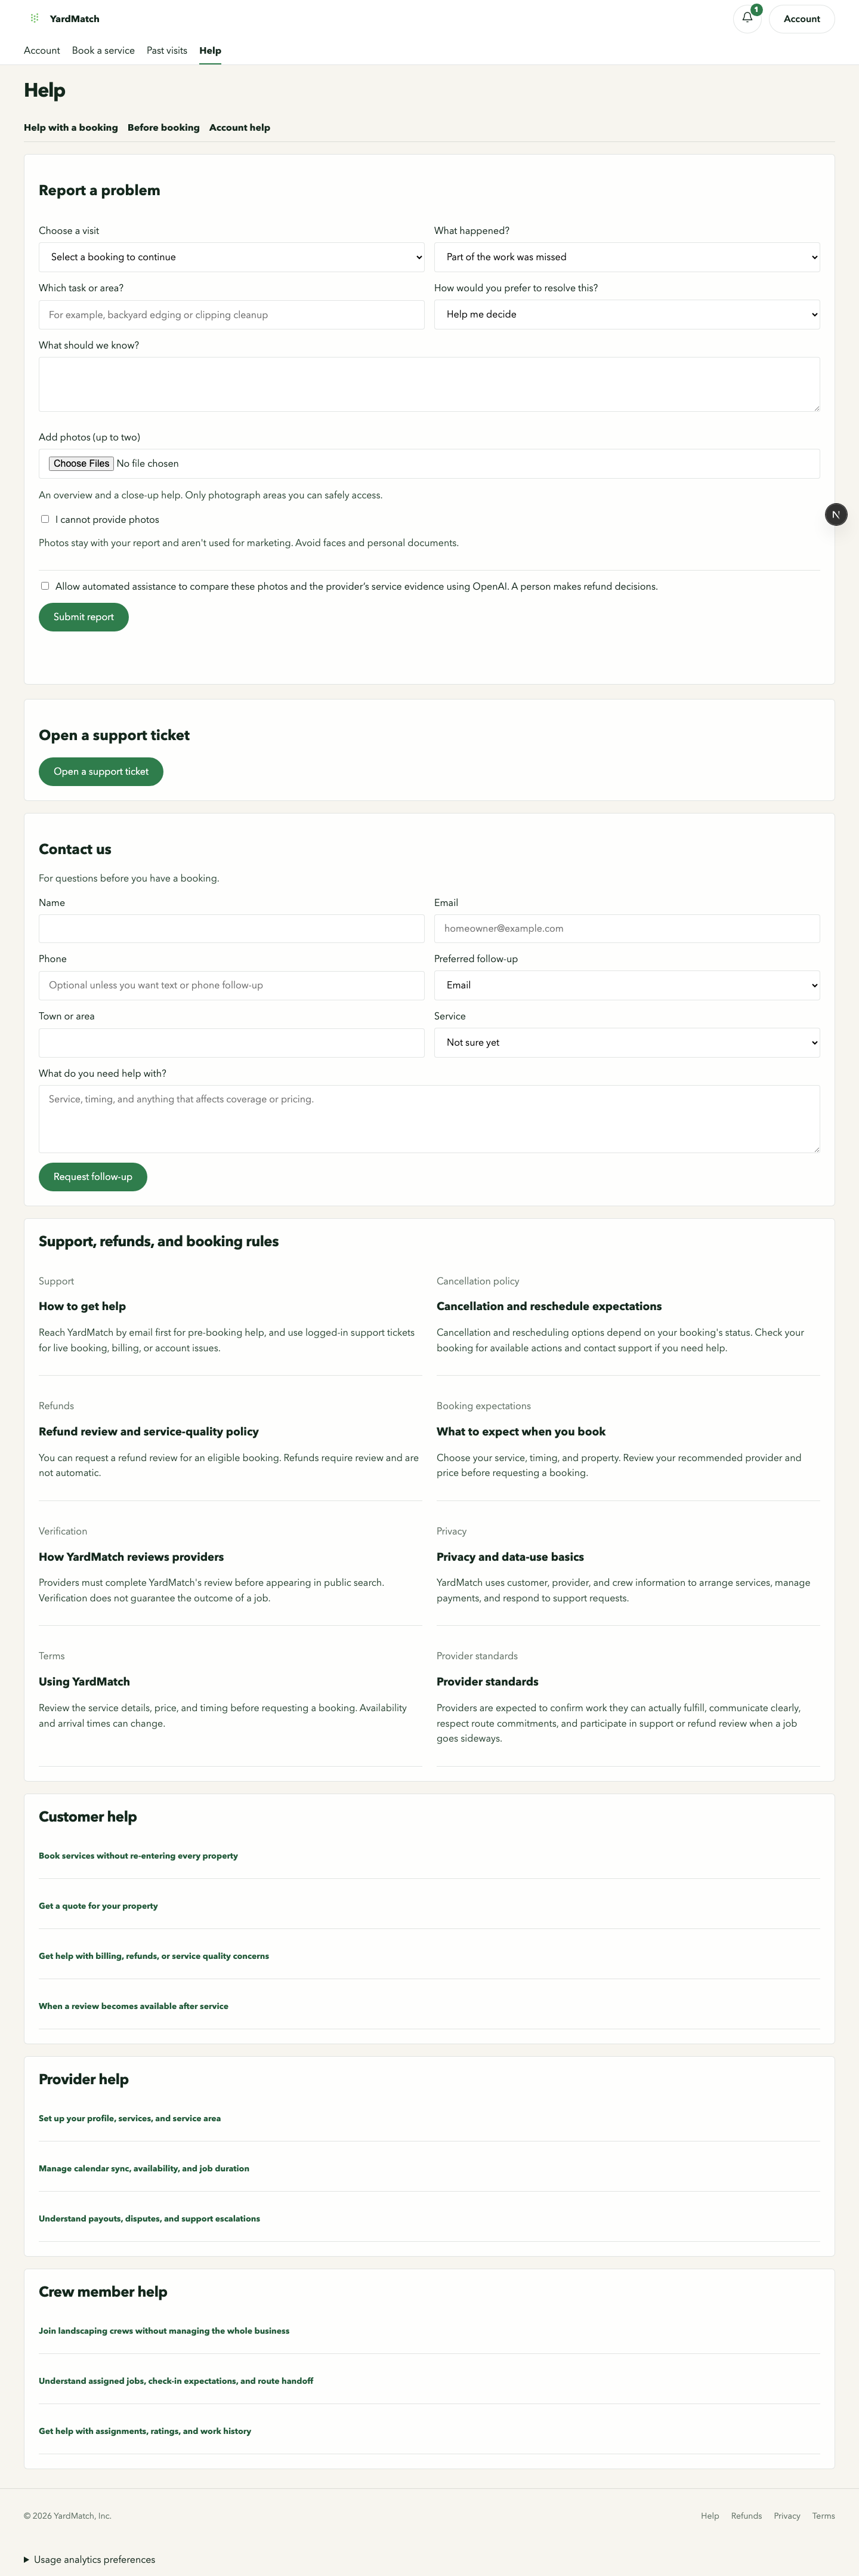 YardMatch
1
Account
Account Book a service Past visits Help
Help
Help with a booking Before booking Account help
Report a problem
Choose a visit
What happened?
Select a booking to continue
Part of the work was missed
Which task or area?
How would you prefer to resolve this?
For example, backyard edging or clipping cleanup
Help me decide
What should we know?
Add photos (up to two)
Choose Files No file chosen
An overview and a close-up help. Only photograph areas you can safely access.
I cannot provide photos
N
Photos stay with your report and aren't used for marketing. Avoid faces and personal documents.
Allow automated assistance to compare these photos and the provider’s service evidence using OpenAI. A person makes refund decisions.
Submit report
Open a support ticket
Open a support ticket
Contact us
For questions before you have a booking.
Name
Email
homeowner@example.com
Phone
Preferred follow-up
Optional unless you want text or phone follow-up
Email
Town or area
Service
Not sure yet
What do you need help with?
Service, timing, and anything that affects coverage or pricing.
Request follow-up
Support, refunds, and booking rules
Support
How to get help
Reach YardMatch by email first for pre-booking help, and use logged-in support tickets
for live booking, billing, or account issues.
Cancellation policy
Cancellation and reschedule expectations
Cancellation and rescheduling options depend on your booking's status. Check your
booking for available actions and contact support if you need help.
Refunds
Refund review and service-quality policy
You can request a refund review for an eligible booking. Refunds require review and are
not automatic.
Booking expectations
What to expect when you book
Choose your service, timing, and property. Review your recommended provider and
price before requesting a booking.
Verification
How YardMatch reviews providers
Providers must complete YardMatch's review before appearing in public search.
Verification does not guarantee the outcome of a job.
Privacy
Privacy and data-use basics
YardMatch uses customer, provider, and crew information to arrange services, manage
payments, and respond to support requests.
Terms
Using YardMatch
Review the service details, price, and timing before requesting a booking. Availability
and arrival times can change.
Provider standards
Provider standards
Providers are expected to confirm work they can actually fulfill, communicate clearly,
respect route commitments, and participate in support or refund review when a job
goes sideways.
Customer help
Book services without re-entering every property
Get a quote for your property
Get help with billing, refunds, or service quality concerns
When a review becomes available after service
Provider help
Set up your profile, services, and service area
Manage calendar sync, availability, and job duration
Understand payouts, disputes, and support escalations
Crew member help
Join landscaping crews without managing the whole business
Understand assigned jobs, check-in expectations, and route handoff
Get help with assignments, ratings, and work history
© 2026 YardMatch, Inc.
Help Refunds Privacy Terms
Usage analytics preferences